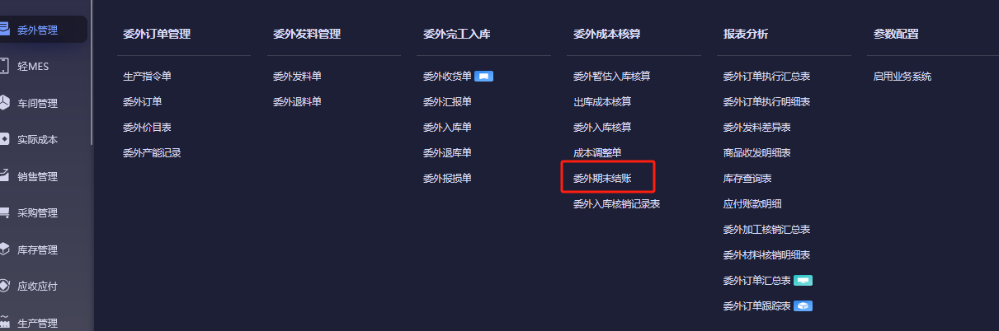 委外管理
轻MES
车间管理
实际成本
销售管理
采购管理
库存管理
应收应付
生产管理
委外订单管理
生产指令单
委外订单
委外价目表
委外产能记录
委外发料管理
委外发料单
委外退料单
委外完工入库
委外收货单
委外汇报单
委外入库单
委外退库单
委外报损单
委外成本核算
委外暂估入库核算
出库成本核算
委外入库核算
成本调整单
委外期末结账
委外入库核销记录表
报表分析
委外订单执行汇总表
委外订单执行明细表
委外发料差异表
商品收发明细表
库存查询表
应付账款明细
委外加工核销汇总表
委外材料核销明细表
委外订单汇总表
委外订单跟踪表
参数配置
启用业务系统